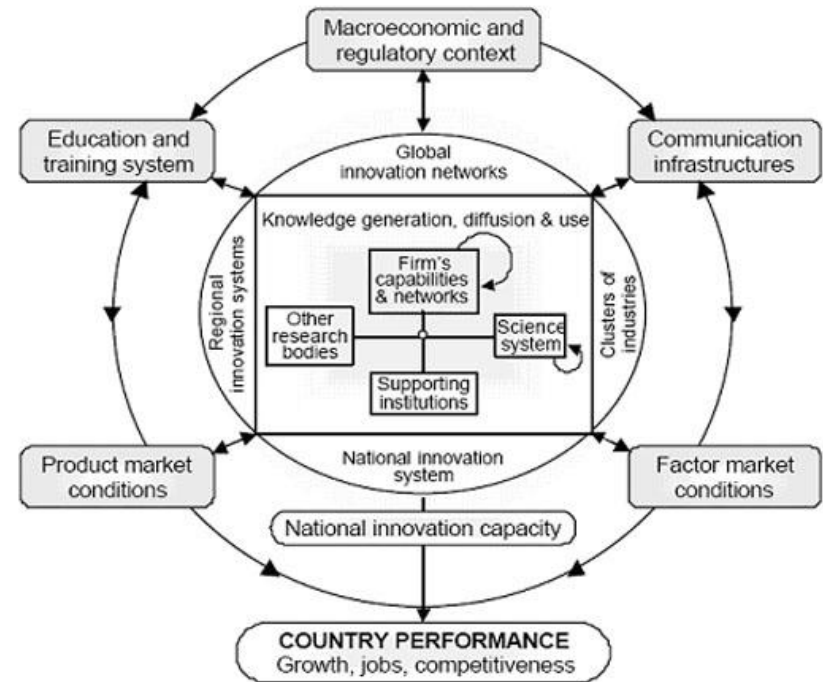 Macroeconomic and
regulatory context
Education and
training system
Communication
infrastructures
Global
innovation networks
Knowledge generation, diffusion & use
Regional
innovation systems
Firm's
capabilities
& networks
Clusters of
industries
Other
research
bodies
Science
system
Supporting
institutions
Product market
conditions
National innovation
system
Factor market
conditions
National innovation capacity
COUNTRY PERFORMANCE
Growth, jobs, competitiveness